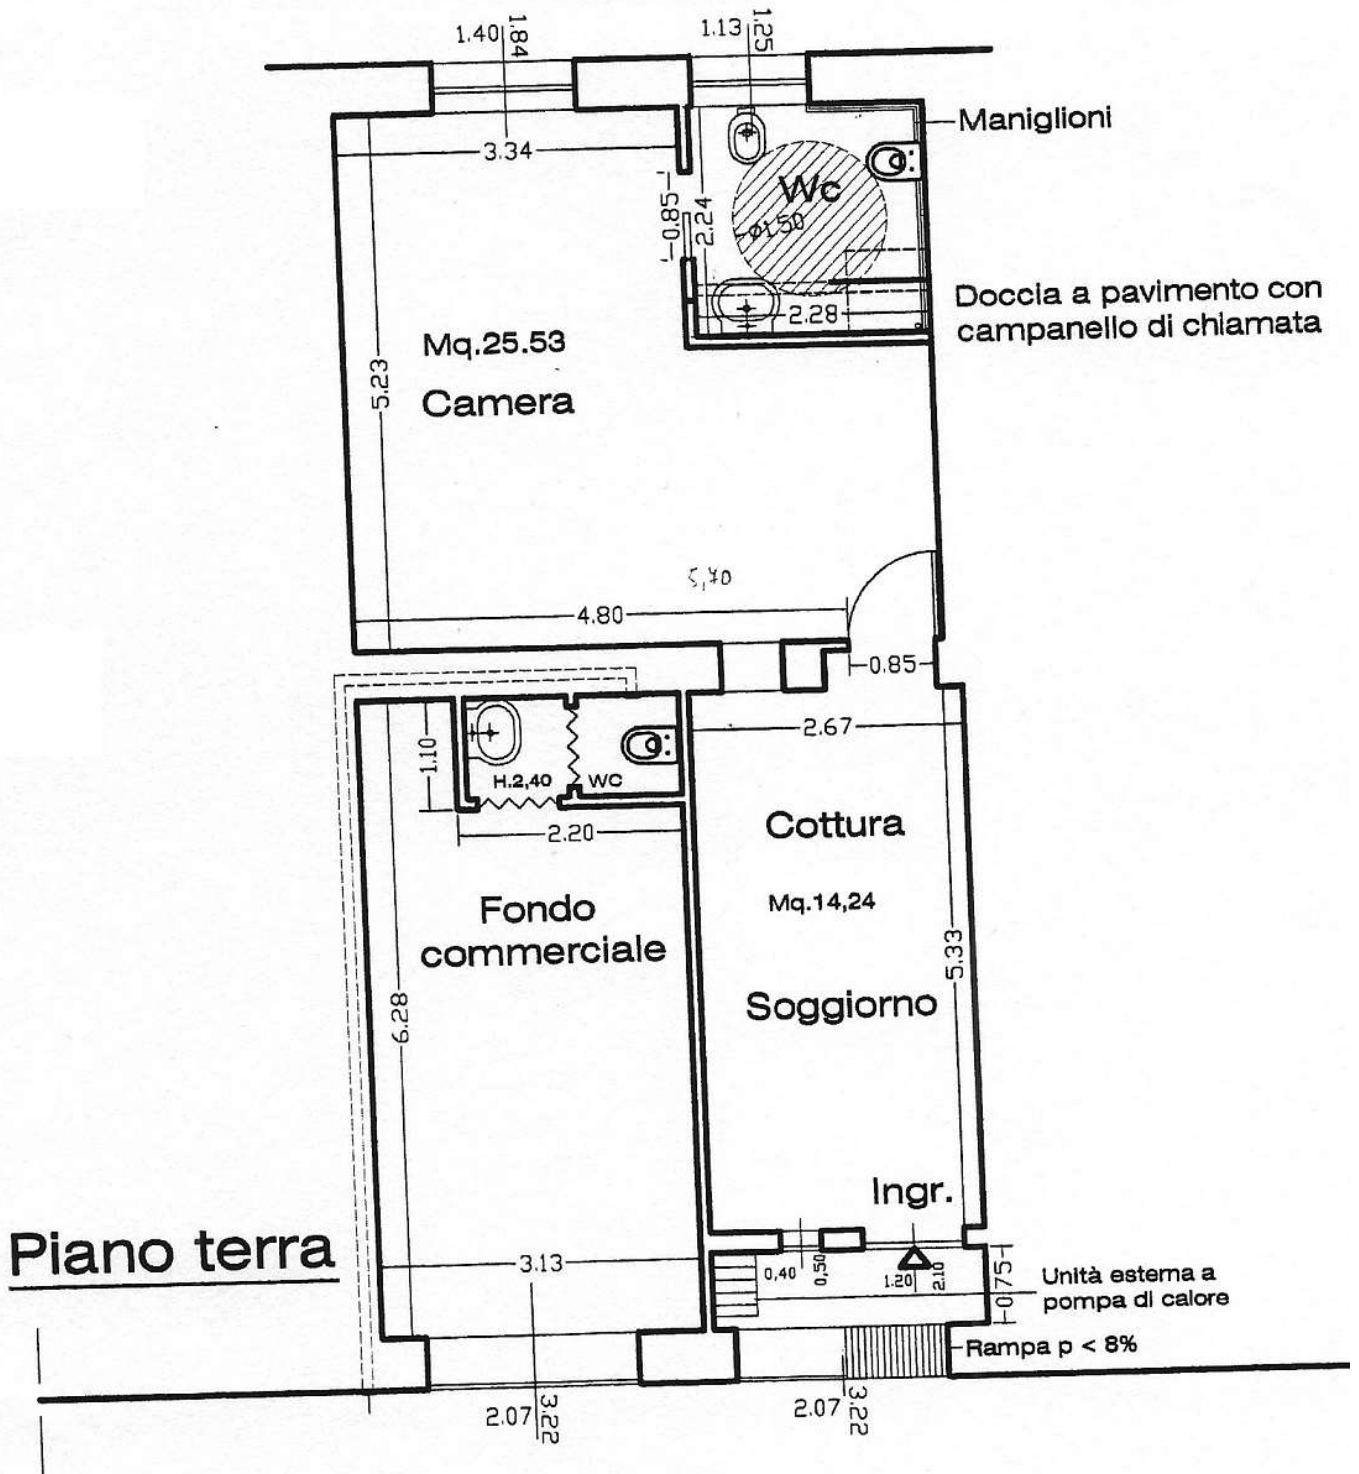 1.40 1.84
1.13 1.25
Maniglioni
3.34
Wc
0.85
2.24
ø1.50
Doccia a pavimento con
campanello di chiamata
2.28
Mq.25.53
5.23
Camera
5,70
4.80
0.85
2.67
1.10
H.2,40
WC
2.20
Cottura
Fondo
commerciale
Mq.14,24
5.33
6.28
Soggiorno
Ingr.
Piano terra
3.13
0,40
0,50
1.20
2.10
0.75
Unità esterna a
pompa di calore
Rampa p < 8%
2.07 3.22
2.07 3.22